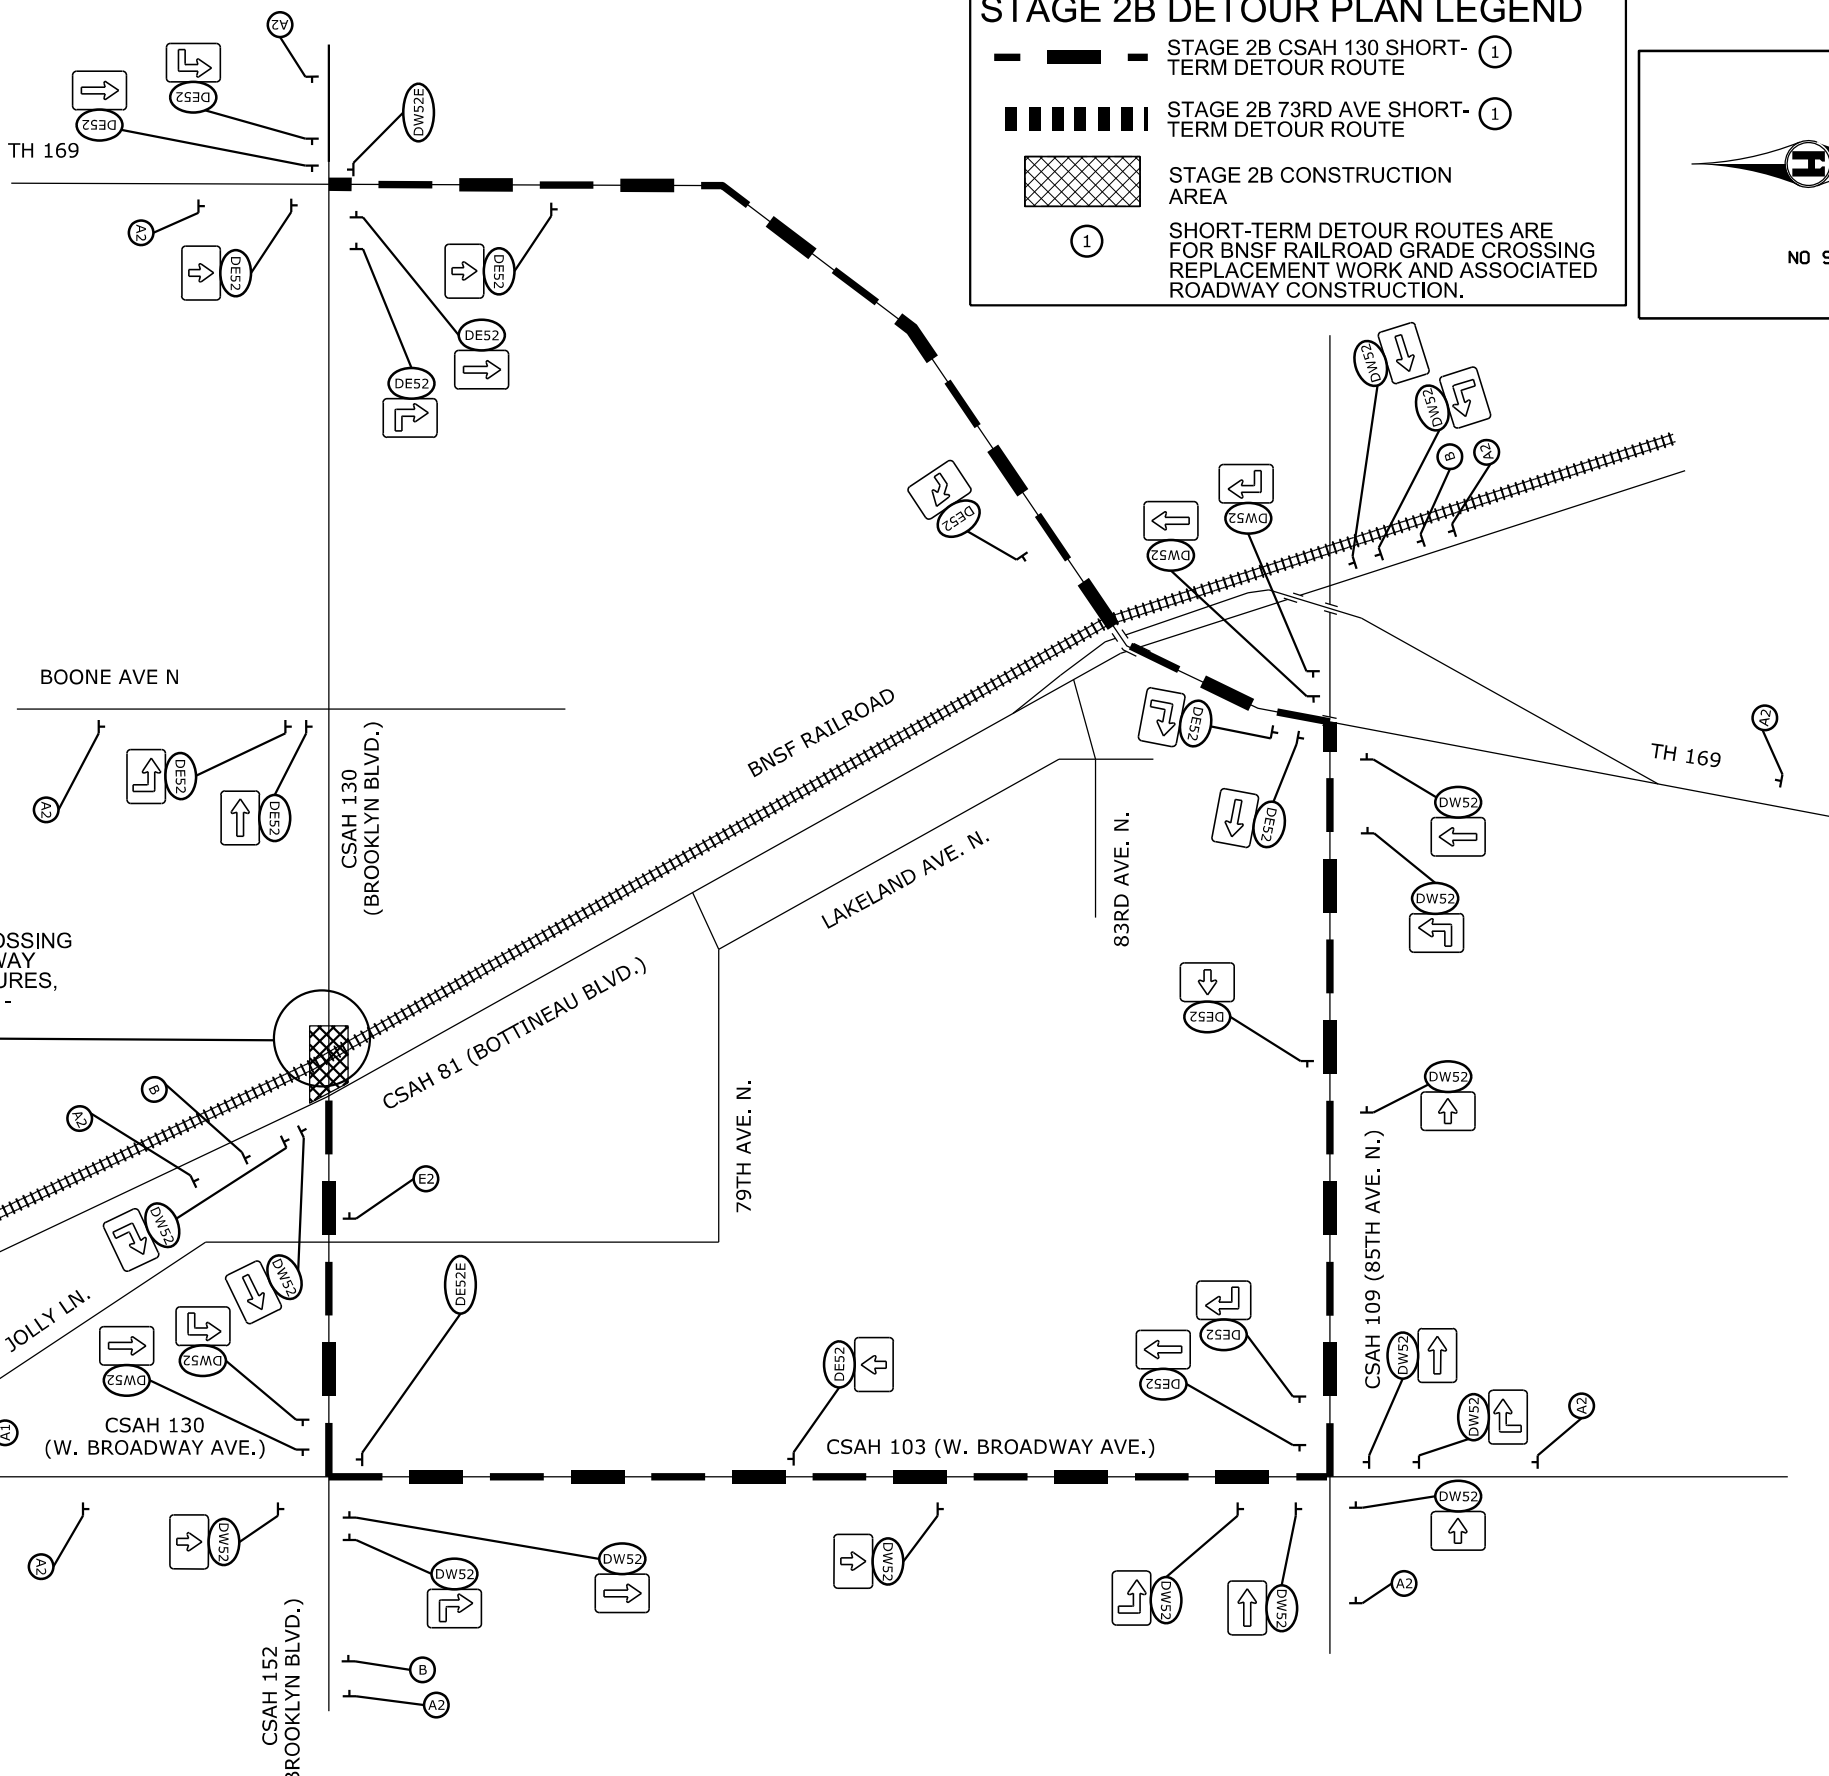 STAGE 2B DETOUR PLAN LEGEND
STAGE 2B CSAH 130 SHORT-
TERM DETOUR ROUTE
1
STAGE 2B 73RD AVE SHORT-
TERM DETOUR ROUTE
1
STAGE 2B CONSTRUCTION
AREA
1
SHORT-TERM DETOUR ROUTES ARE
FOR BNSF RAILROAD GRADE CROSSING
REPLACEMENT WORK AND ASSOCIATED
ROADWAY CONSTRUCTION.
H
NO
A2
DE52
DE52
DW52E
TH 169
A2
DE52
DE52
DE52
DE52
DW52
DW52
B
A2
DE52
DW52
DW52
BOONE AVE N
A2
DE52
DE52
CSAH 130
(BROOKLYN BLVD.)
BNSF RAILROAD
DE52
DE52
TH 169
A2
DW52
DW52
LAKELAND AVE. N.
83RD AVE. N.
URES,
-
CSAH 81 (BOTTINEAU BLVD.)
DE52
DW52
B
A2
E2
79TH AVE. N.
CSAH 109 (85TH AVE. N.)
DW52
DW52
DE52E
JOLLY LN.
DW52
DW52
DE52
DE52
DE52
DW52
DW52
A2
A1
CSAH 130
(W. BROADWAY AVE.)
CSAH 103 (W. BROADWAY AVE.)
DW52
A2
DW52
DW52
DW52
DW52
DW52
DW52
A2
CSAH 152
BROOKLYN BLVD.)
B
A2